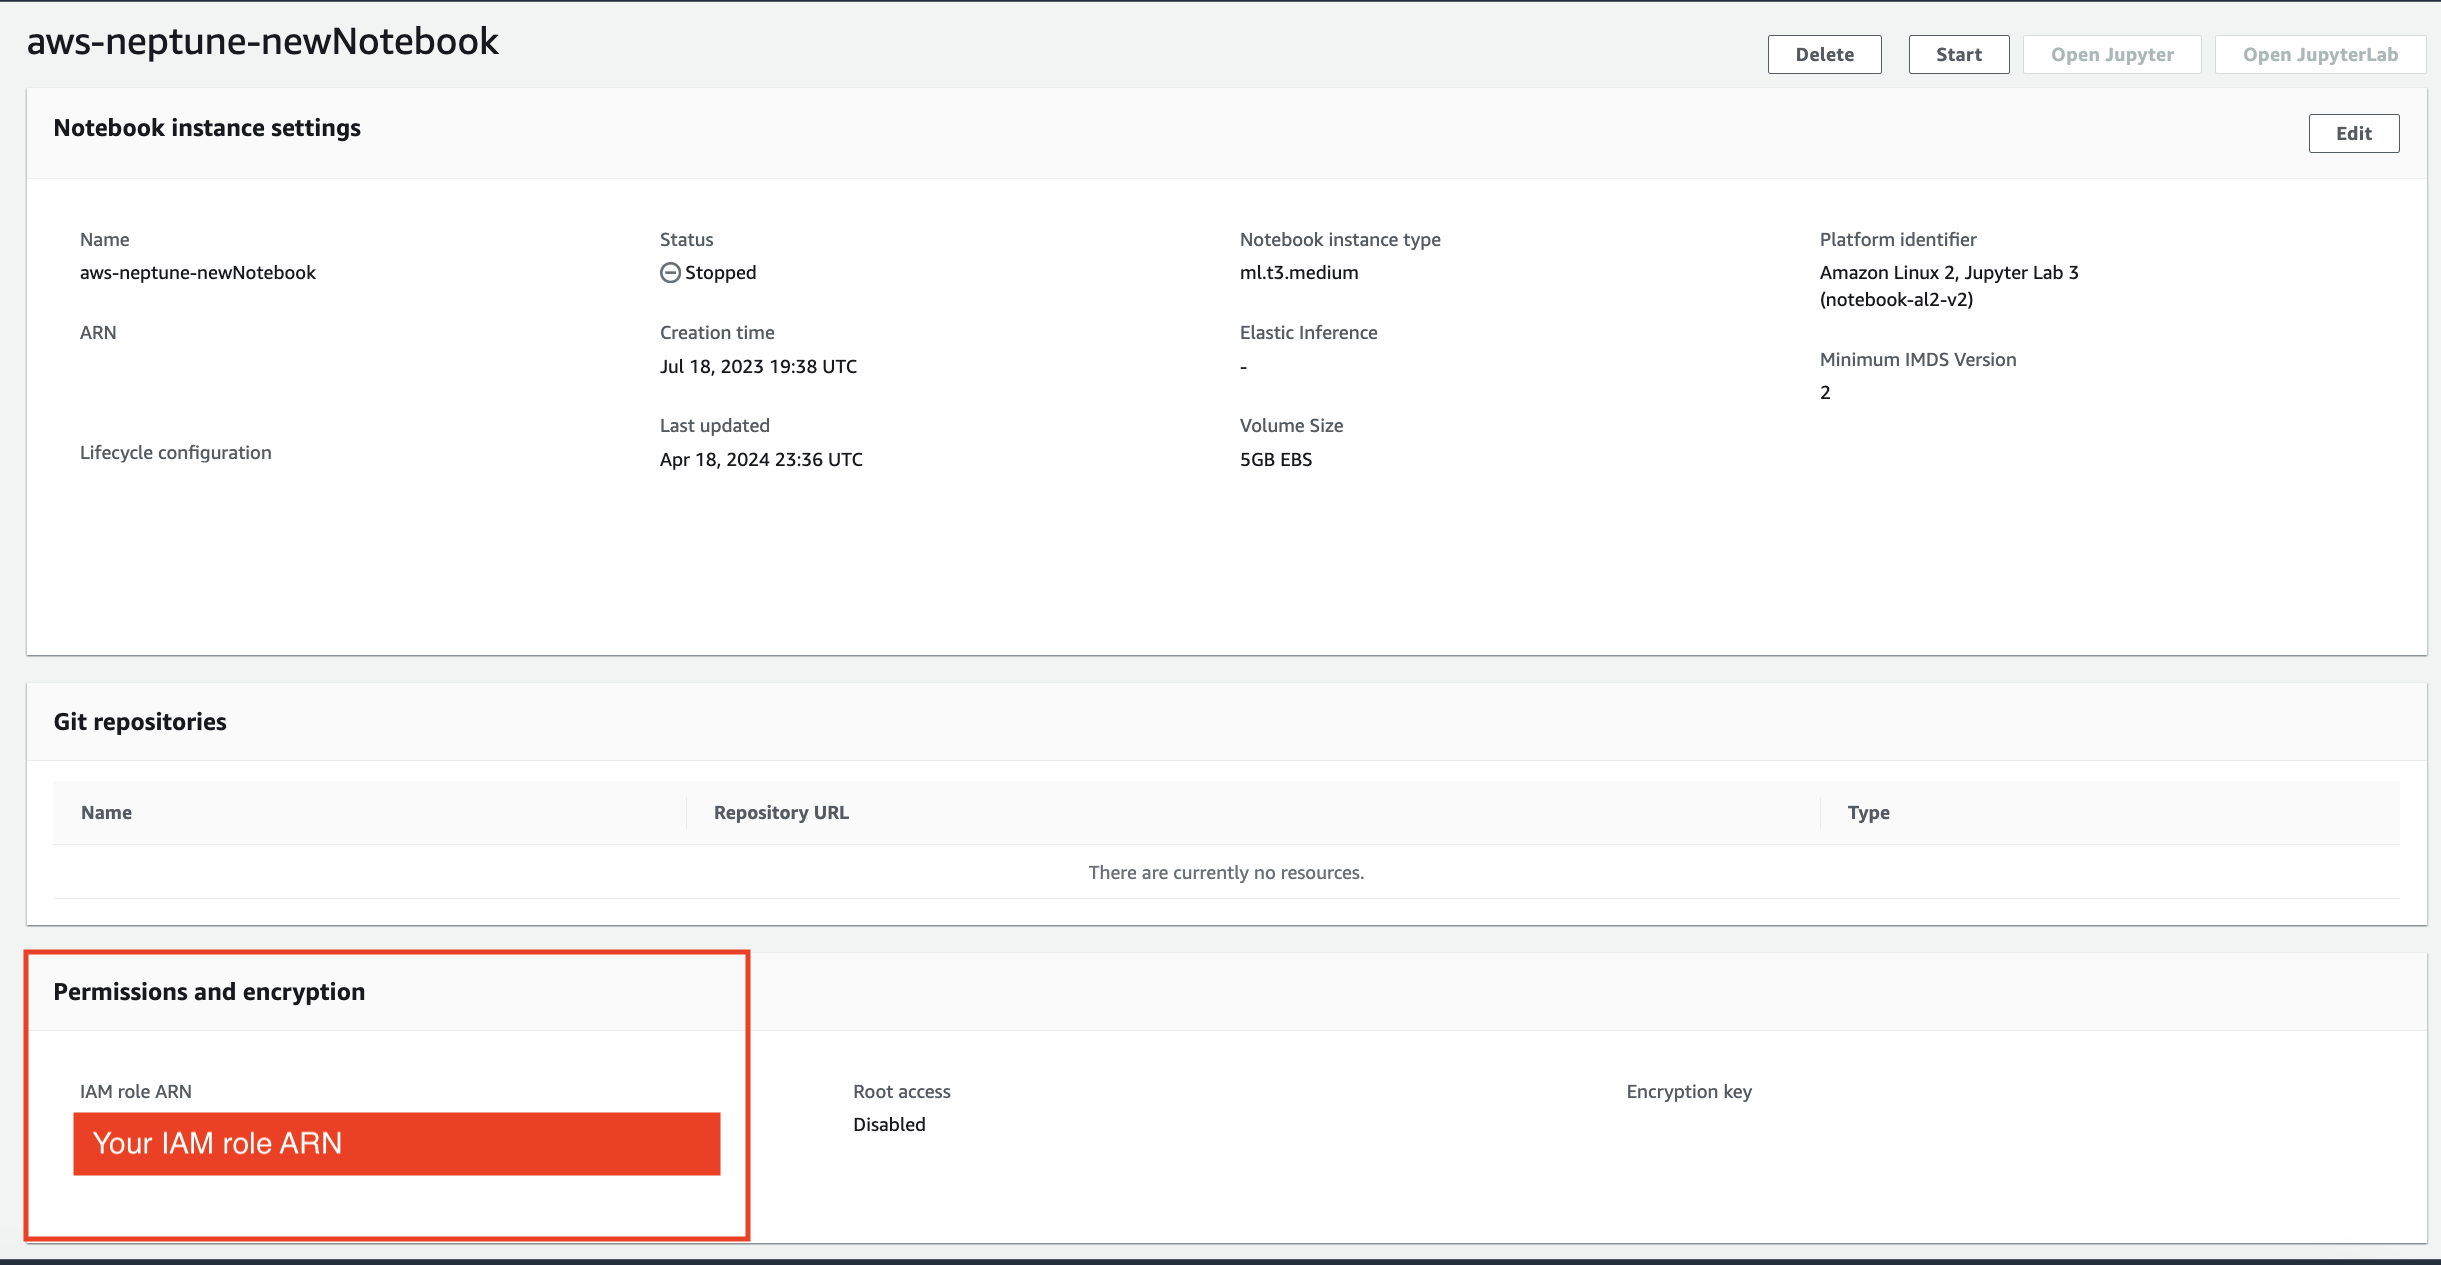 aws-neptune-newNotebook
Delete
Start
Open Jupyter
Open JupyterLab
Notebook instance settings
Edit
Name
aws-neptune-newNotebook
ARN
Lifecycle configuration
Status
Stopped
Creation time
Jul 18, 2023 19:38 UTC
Last updated
Apr 18, 2024 23:36 UTC
Notebook instance type
ml.t3.medium
Elastic Inference
-
Volume Size
5GB EBS
Platform identifier
Amazon Linux 2, Jupyter Lab 3
(notebook-al2-v2)
Minimum IMDS Version
2
Git repositories
Name
Repository URL
Type
There are currently no resources.
Permissions and encryption
IAM role ARN
Your IAM role ARN
Root access
Disabled
Encryption key